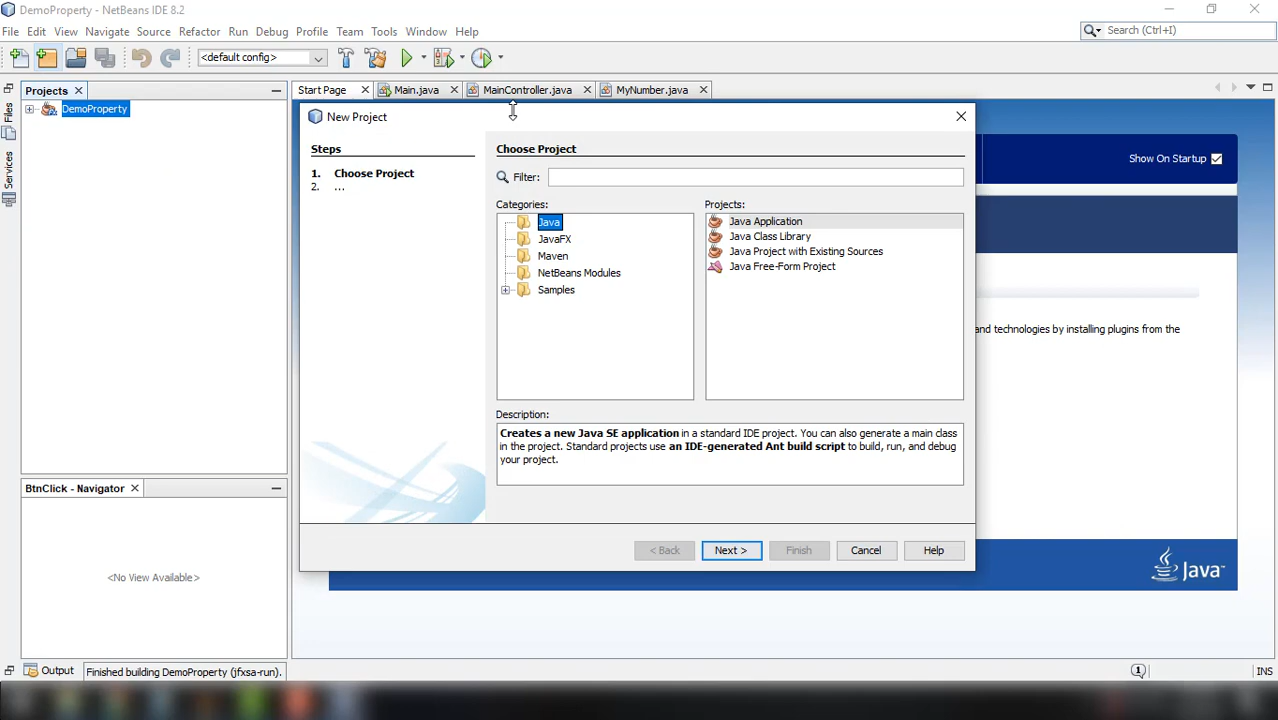 DemoProperty - NetBeans IDE 8.2
File Edit View Navigate Source Refactor Run Debug Profile Team Tools Window Help
Search (Ctrl+I)
<default config>
Projects
Start Page
Main.java
MainController.java
MyNumber.java
Files
Services
DemoProperty
New Project
Show On Startup
Steps
1. Choose Project
2. ...
Choose Project
Filter:
Categories:
Java
JavaFX
Maven
NetBeans Modules
Samples
Projects:
Java Application
Java Class Library
Java Project with Existing Sources
Java Free-Form Project
and technologies by installing plugins from the
Description:
Creates a new Java SE application in a standard IDE project. You can also generate a main class
in the project. Standard projects use an IDE-generated Ant build script to build, run, and debug
your project.
< Back
Next >
Finish
Cancel
Help
BtnClick - Navigator
<No View Available>
Java™
Output
Finished building DemoProperty (jfxsa-run).
1
INS